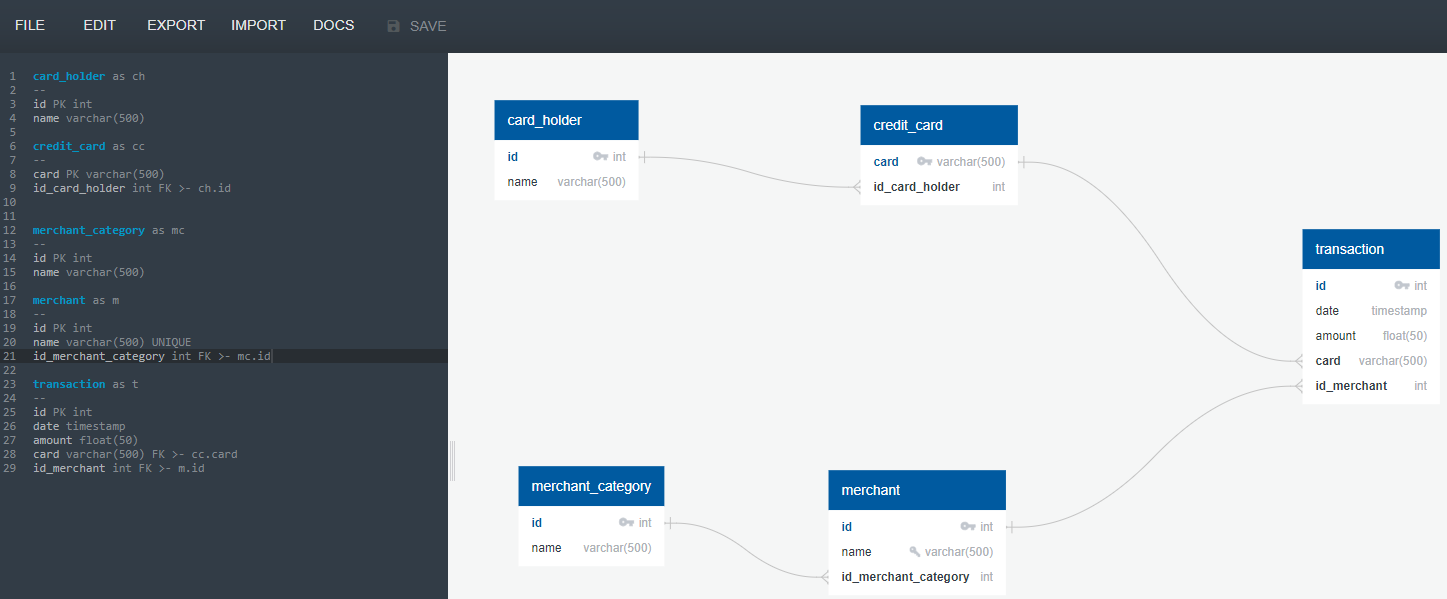 FILE EDIT EXPORT IMPORT DOCS SAVE
1 card_holder as ch
2 --
3 id PK int
4 name varchar(500)
5
6 credit_card as cc
7 --
8 card PK varchar(500)
9 id_card_holder int FK >- ch.id
10
11
12 merchant_category as mc
13 --
14 id PK int
15 name varchar(500)
16
17 merchant as m
18 --
19 id PK int
20 name varchar(500) UNIQUE
21 id_merchant_category int FK >- mc.id
22
23 transaction as t
24 --
25 id PK int
26 date timestamp
27 amount float(50)
28 card varchar(500) FK >- cc.card
29 id_merchant int FK >- m.id
card_holder
id int
name varchar(500)
credit_card
card varchar(500)
id_card_holder int
transaction
id int
date timestamp
amount float(50)
card varchar(500)
id_merchant int
merchant_category
id int
name varchar(500)
merchant
id int
name varchar(500)
id_merchant_category int